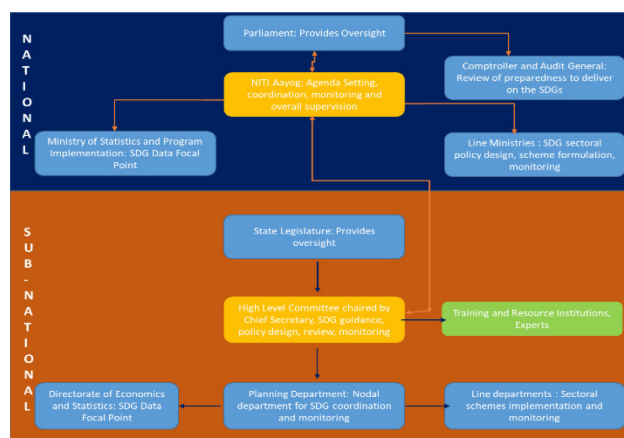 NATIONAL
Parliament: Provides Oversight
Comptroller and Audit General:
Review of preparedness to deliver
on the SDGs
NITI Aayog: Agenda Setting,
coordination, monitoring and
overall supervision
Ministry of Statistics and Program
Implementation: SDG Data Focal
Point
Line Ministries : SDG sectoral
policy design, scheme formulation,
monitoring
SUB-NATIONAL
State Legislature: Provides
oversight
High Level Committee chaired by
Chief Secretary, SDG guidance,
policy design, review, monitoring
Training and Resource Institutions,
Experts
Directorate of Economics
and Statistics: SDG Data
Focal Point
Planning Department: Nodal
department for SDG coordination
and monitoring
Line departments : Sectoral
schemes implementation and
monitoring